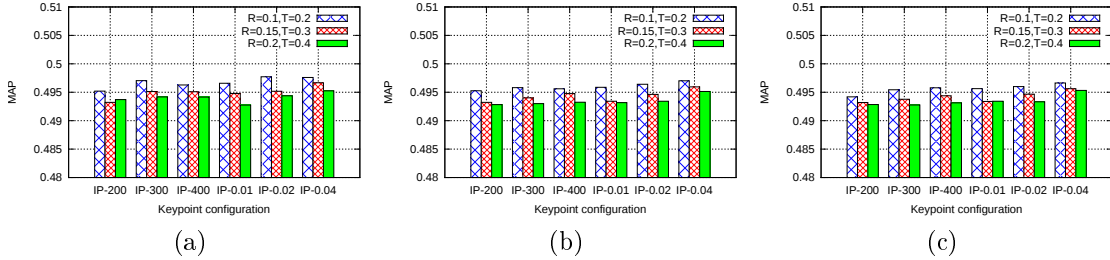 MAP
0.51
0.505
0.5
0.495
0.49
0.485
0.48
R=0.1,T=0.2
R=0.15,T=0.3
R=0.2,T=0.4
IP-200 IP-300 IP-400 IP-0.01 IP-0.02 IP-0.04
Keypoint configuration
(a)
MAP
0.51
0.505
0.5
0.495
0.49
0.485
0.48
R=0.1,T=0.2
R=0.15,T=0.3
R=0.2,T=0.4
IP-200 IP-300 IP-400 IP-0.01 IP-0.02 IP-0.04
Keypoint configuration
(b)
MAP
0.51
0.505
0.5
0.495
0.49
0.485
0.48
R=0.1,T=0.2
R=0.15,T=0.3
R=0.2,T=0.4
IP-200 IP-300 IP-400 IP-0.01 IP-0.02 IP-0.04
Keypoint configuration
(c)